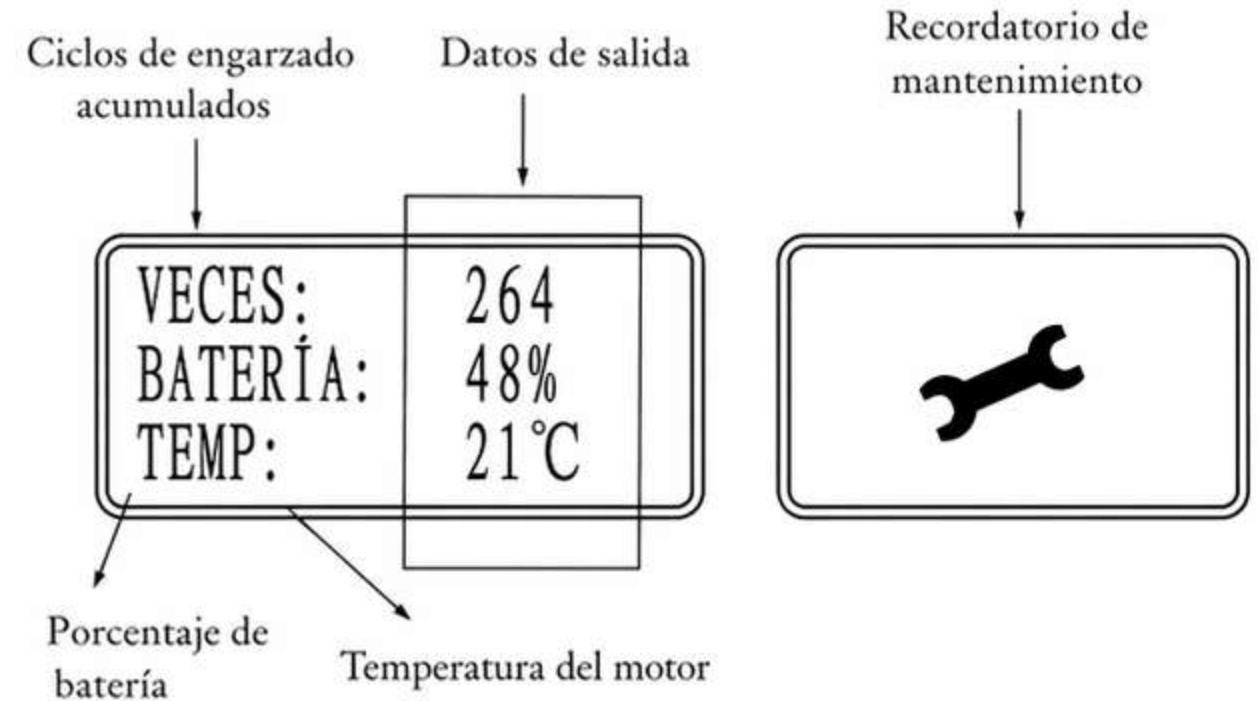 Ciclos de engarzado
acumulados
Datos de salida
Recordatorio de
mantenimiento
VECES: 264
BATERÍA: 48%
TEMP: 21℃
Porcentaje de
batería
Temperatura del motor